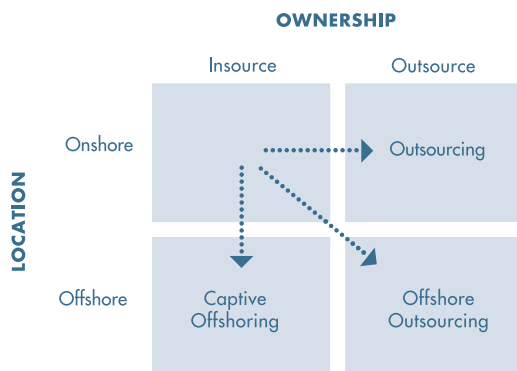 OWNERSHIP
Insource
Outsource
LOCATION
Onshore
Outsourcing
Offshore
Captive
Offshoring
Offshore
Outsourcing